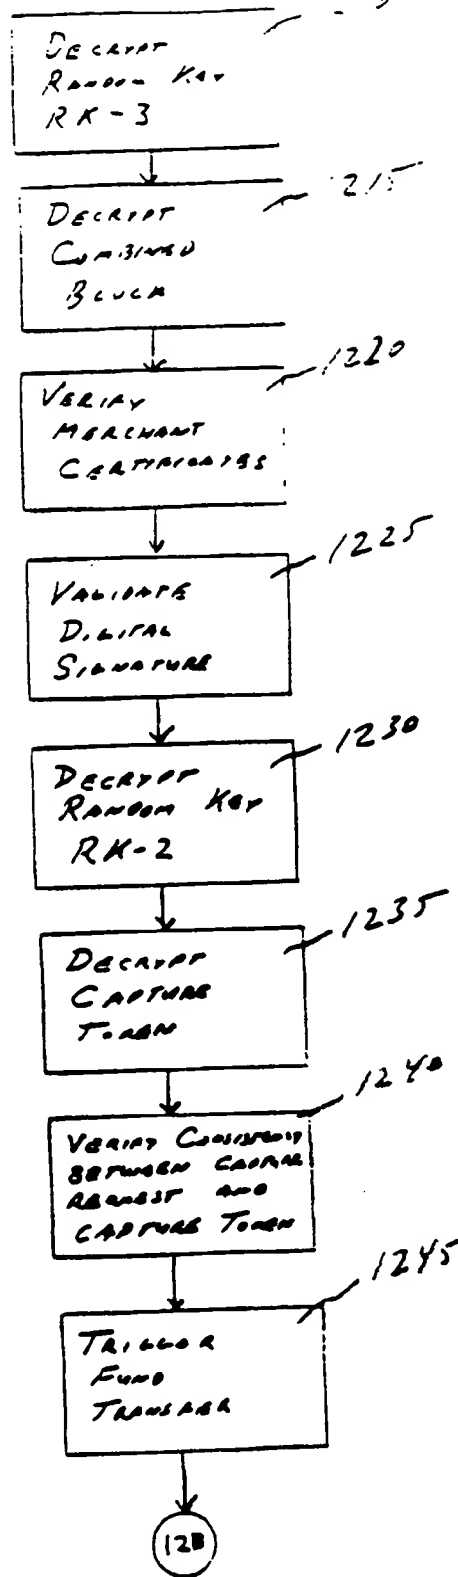 DECRYPT
RANDOM KEY
RK-3
1215
DECRYPT
COMBINED
BLOCK
1220
VERIFY
MERCHANT
CERTIFICATES
1225
VALIDATE
DIGITAL
SIGNATURE
1230
DECRYPT
RANDOM KEY
RK-2
1235
DECRYPT
CAPTURE
TOKEN
1240
VERIFY CONSISTENCY
BETWEEN CAPTURE
REQUEST AND
CAPTURE TOKEN
1245
TRIGGER
FUND
TRANSFER
12B